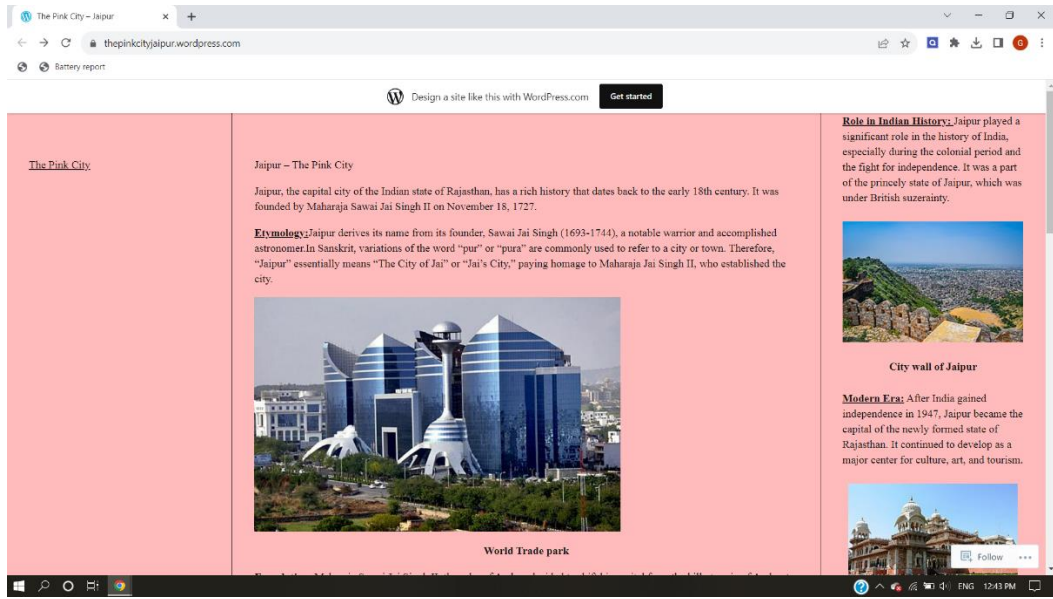 The Pink City – Jaipur
thepinkcityjaipur.wordpress.com
G
Battery report
Design a site like this with WordPress.com
Get started
The Pink City
Jaipur – The Pink City
Jaipur, the capital city of the Indian state of Rajasthan, has a rich history that dates back to the early 18th century. It was
founded by Maharaja Sawai Jai Singh II on November 18, 1727.
Etymology:Jaipur derives its name from its founder, Sawai Jai Singh (1693-1744), a notable warrior and accomplished
astronomer.In Sanskrit, variations of the word “pur” or “pura” are commonly used to refer to a city or town. Therefore,
“Jaipur” essentially means “The City of Jai” or “Jai’s City,” paying homage to Maharaja Jai Singh II, who established the
city.
World Trade park
Role in Indian History: Jaipur played a
significant role in the history of India,
especially during the colonial period and
the fight for independence. It was a part
of the princely state of Jaipur, which was
under British suzerainty.
City wall of Jaipur
Modern Era: After India gained
independence in 1947, Jaipur became the
capital of the newly formed state of
Rajasthan. It continued to develop as a
major center for culture, art, and tourism.
Follow
ENG
12:43 PM